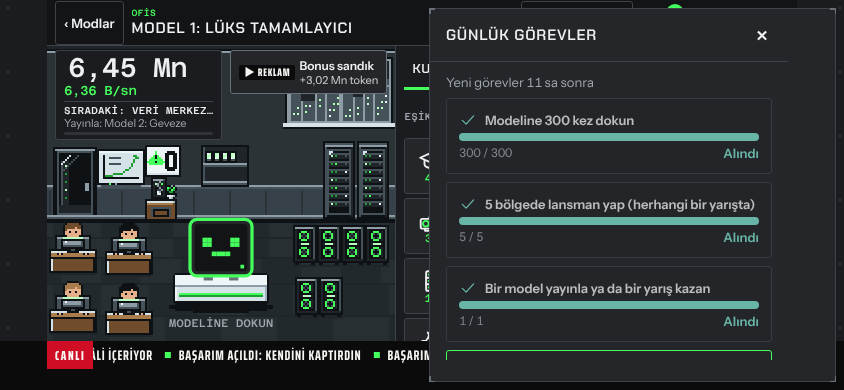 ‹ Modlar
OFİS
MODEL 1: LÜKS TAMAMLAYICI
6,45 Mn
6,36 B/sn
ŞIRADAKİ: VERİ MERKEZ…
Yayınla: Model 2: Geveze
REKLAM
Bonus sandık
+3,02 Mn token
KU
EŞİK
MODELİNE DOKUN
CANLI
ÂLİ İÇERİYOR
BAŞARIM AÇILDI: KENDİNİ KAPTIRDIN
BAŞARIM
GÜNLÜK GÖREVLER
×
Yeni görevler 11 sa sonra
Modeline 300 kez dokun
300 / 300
Alındı
5 bölgede lansman yap (herhangi bir yarışta)
5 / 5
Alındı
Bir model yayınla ya da bir yarış kazan
1 / 1
Alındı